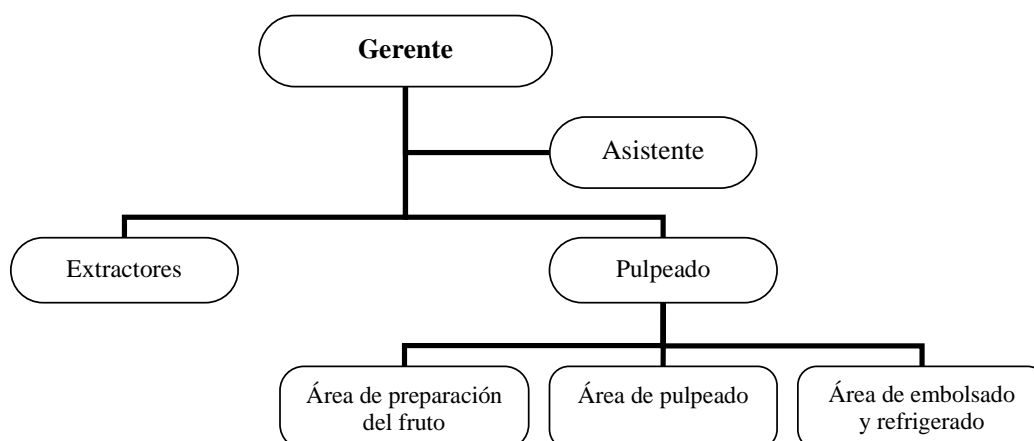 Gerente
Asistente
Extractores
Pulpeado
Área de preparación
del fruto
Área de pulpeado
Área de embolsado
y refrigerado